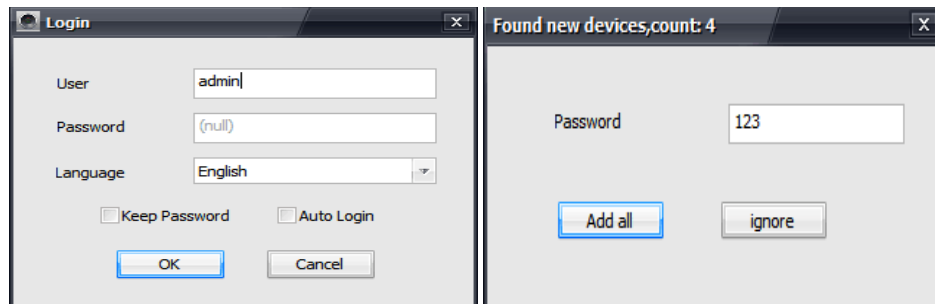 Login
User
admin
Password
(null)
Language
English
Keep Password
Auto Login
OK
Cancel
Found new devices,count: 4
Password
123
Add all
ignore